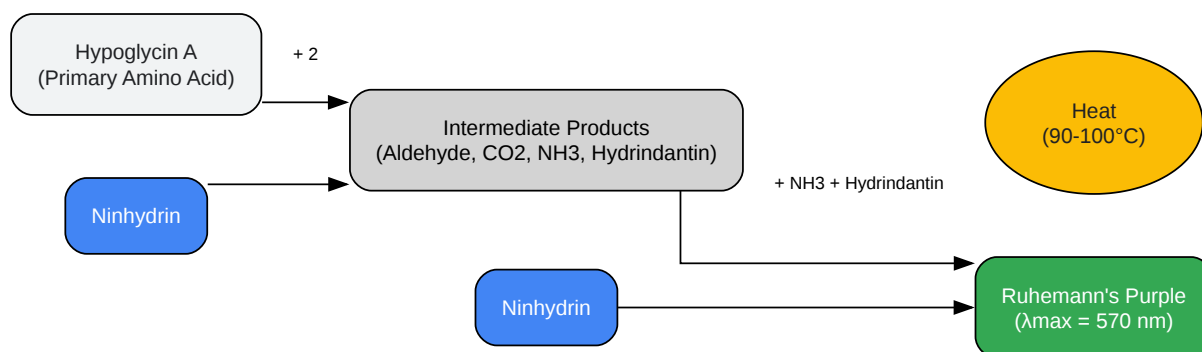 Hypoglycin A
(Primary Amino Acid)
+ 2
Intermediate Products
(Aldehyde, CO2, NH3, Hydrindantin)
Heat
(90-100°C)
Ninhydrin
+ NH3 + Hydrindantin
Ninhydrin
Ruhemann's Purple
(λmax = 570 nm)